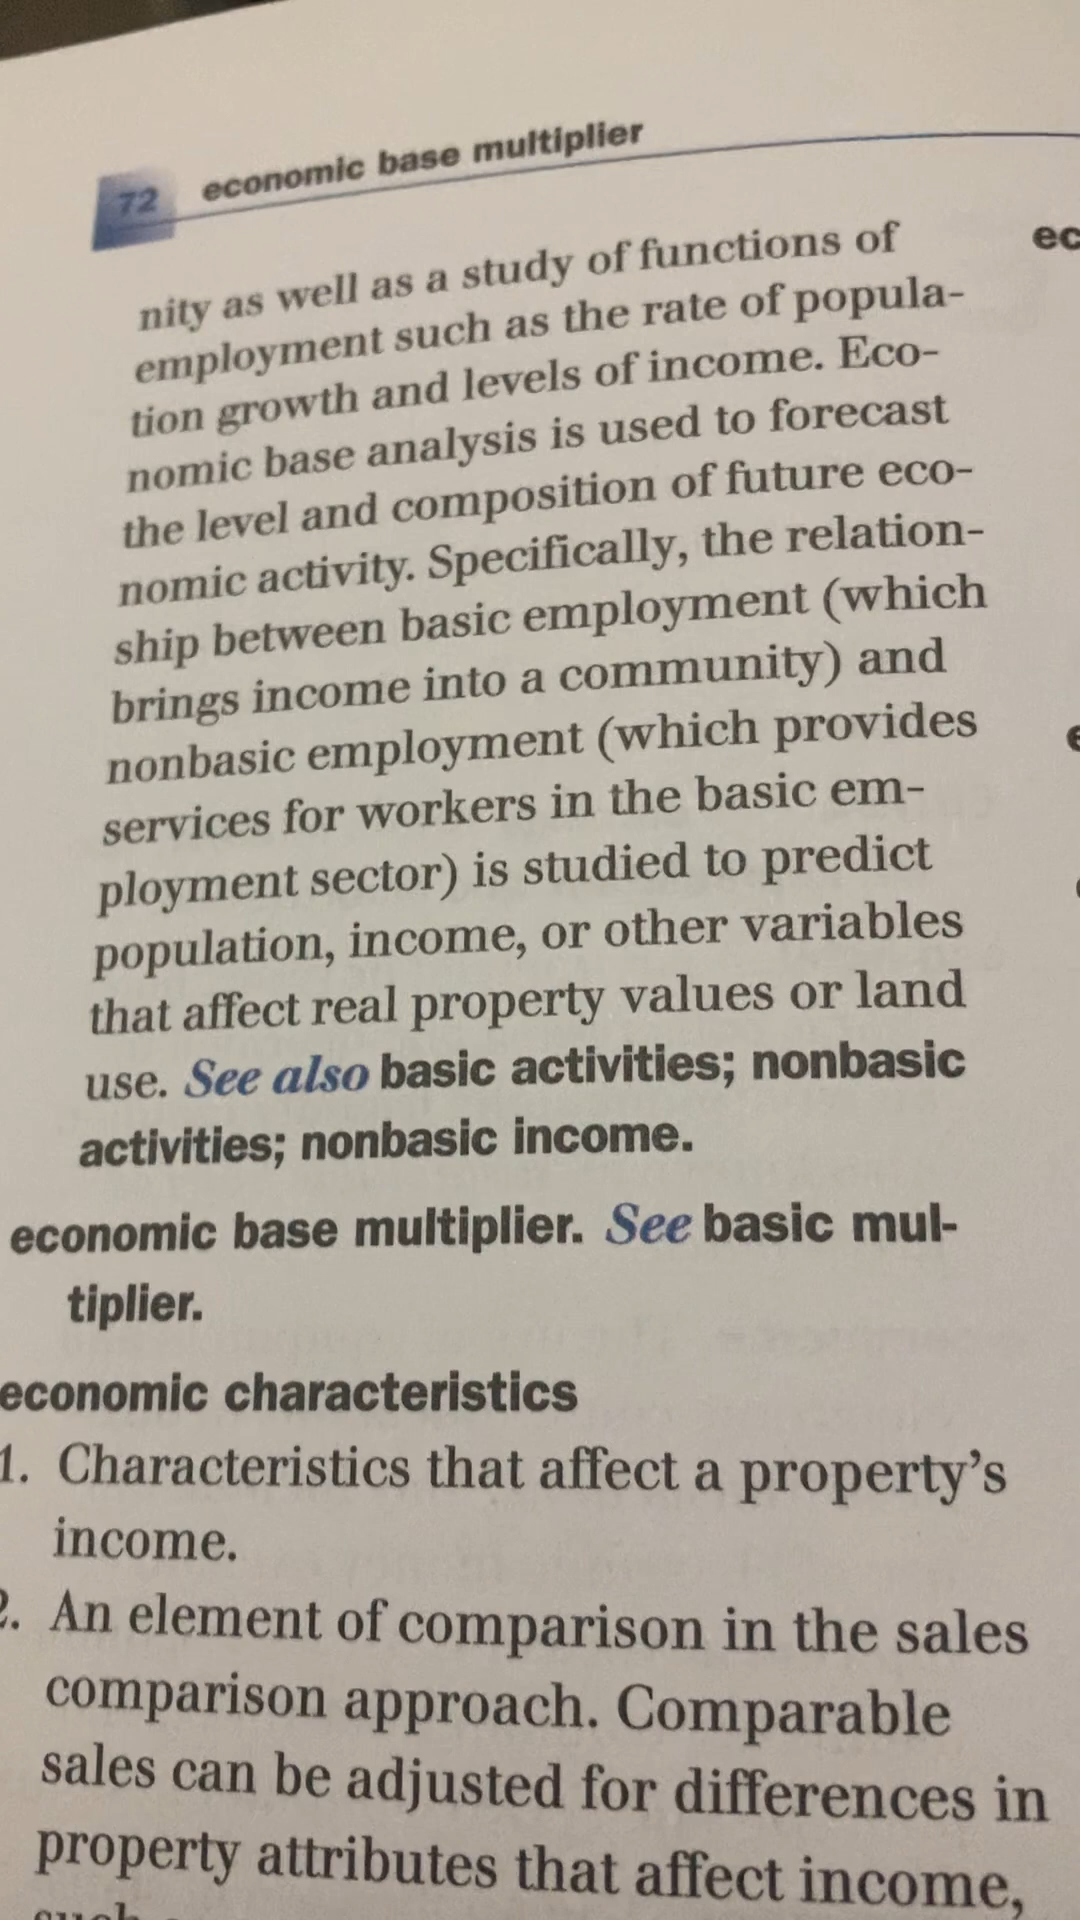 72 economic base multiplier
nity as well as a study of functions of
employment such as the rate of popula-
tion growth and levels of income. Eco-
nomic base analysis is used to forecast
the level and composition of future eco-
nomic activity. Specifically, the relation-
ship between basic employment (which
brings income into a community) and
nonbasic employment (which provides
services for workers in the basic em-
ployment sector) is studied to predict
population, income, or other variables
that affect real property values or land
use. See also basic activities; nonbasic
activities; nonbasic income.
economic base multiplier. See basic mul-
tiplier.
economic characteristics
1. Characteristics that affect a property's
income.
2. An element of comparison in the sales
comparison approach. Comparable
sales can be adjusted for differences in
property attributes that affect income,